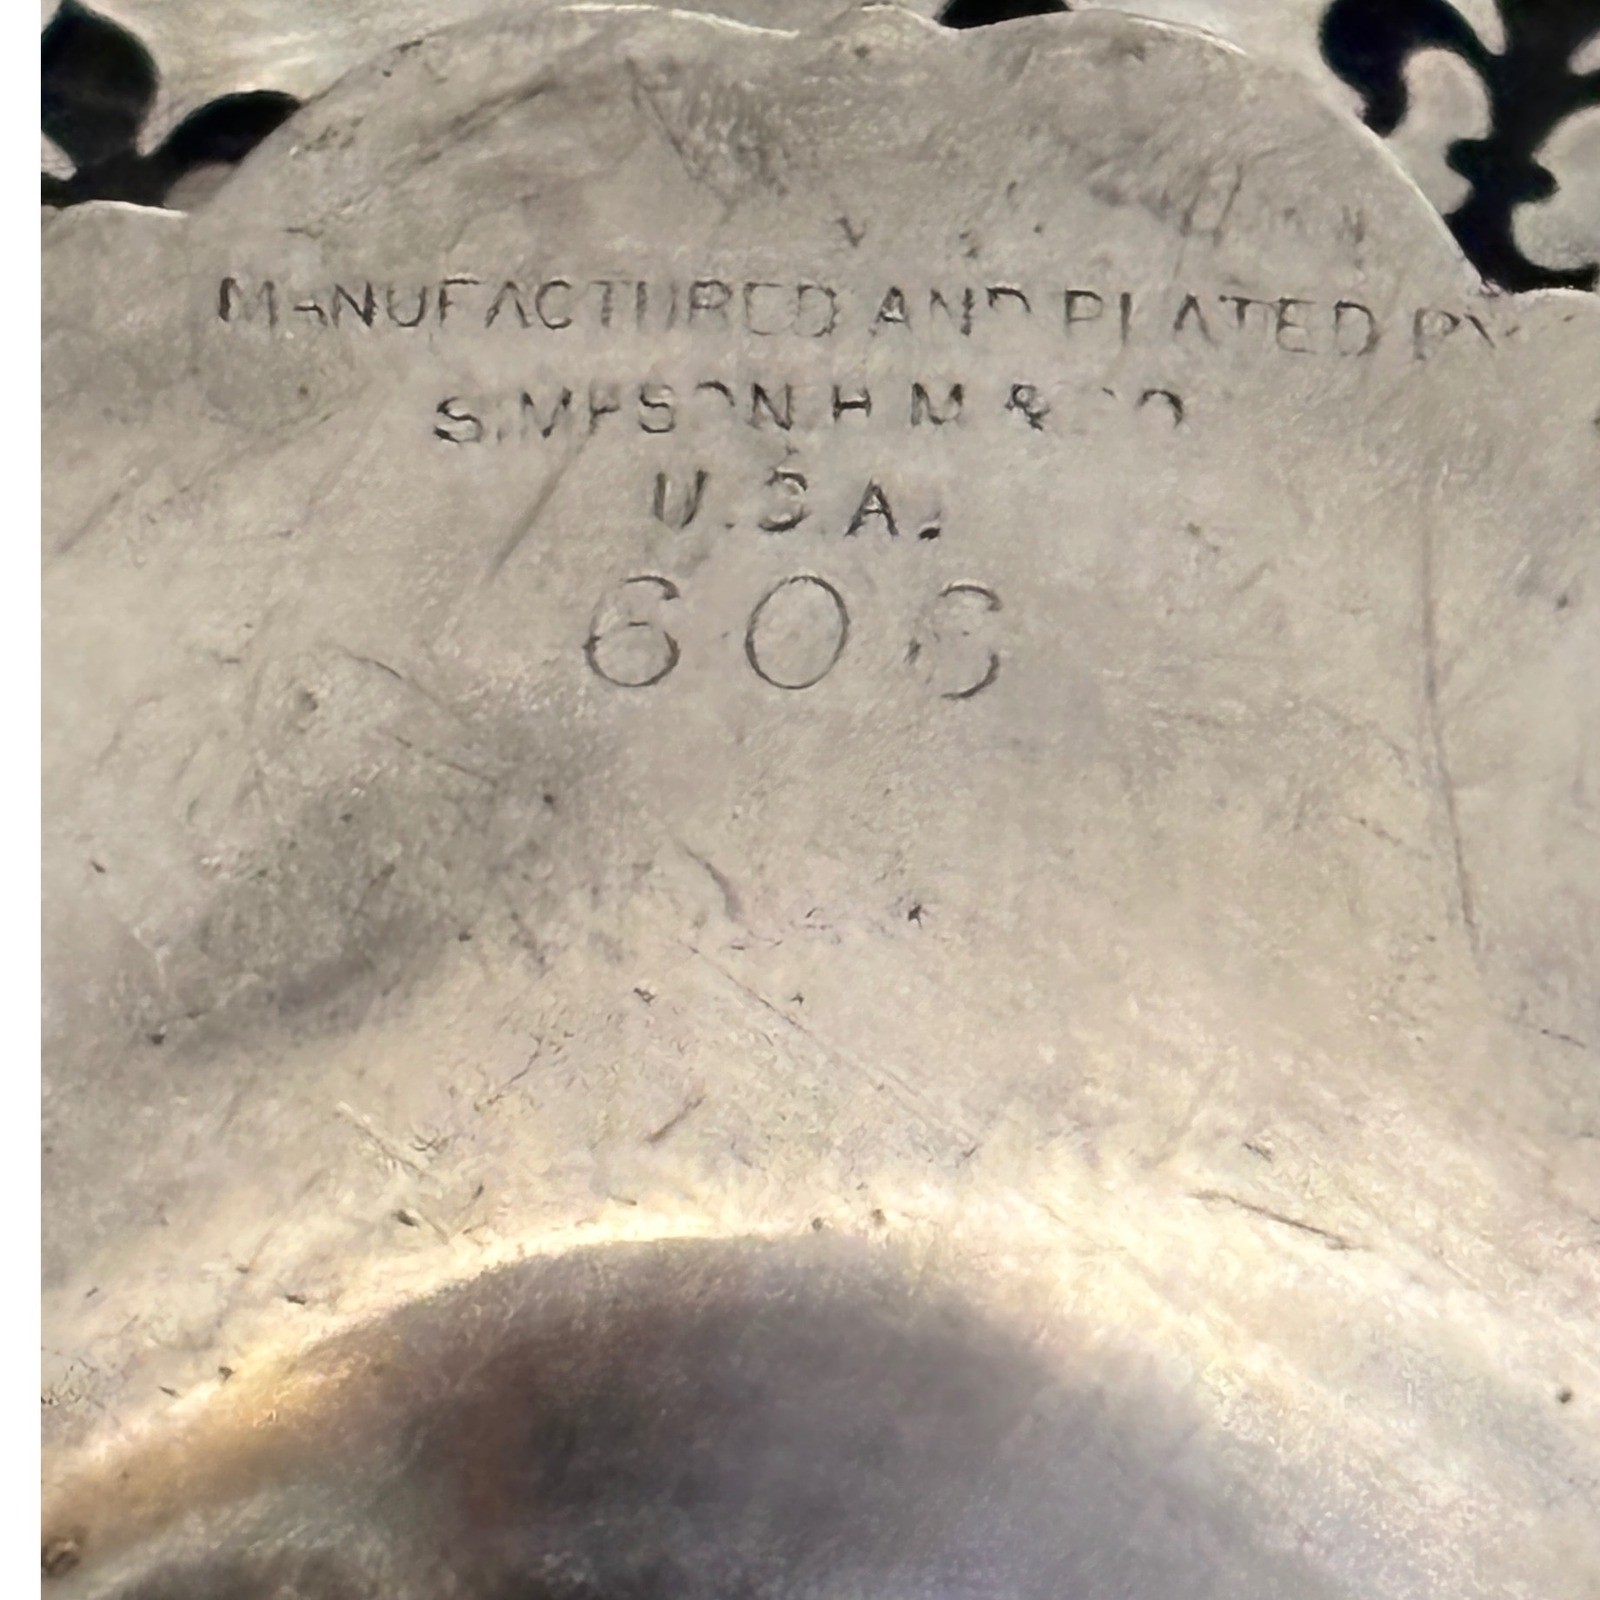 MANUFACTURED AND PLATED BY
SIMPSON, H, M & CO
U.S.A.
606